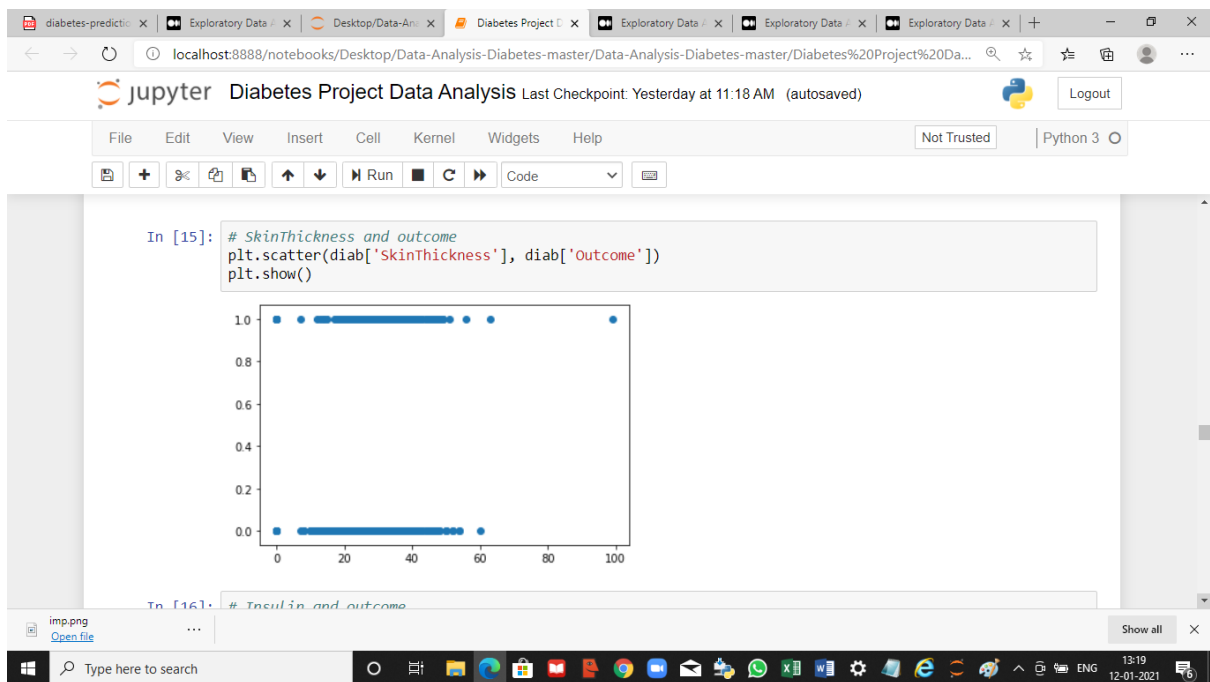 diabetes-predictic
Exploratory Data A
Desktop/Data-Ana
Diabetes Project D
Exploratory Data A
Exploratory Data A
Exploratory Data A
localhost:8888/notebooks/Desktop/Data-Analysis-Diabetes-master/Data-Analysis-Diabetes-master/Diabetes%20Project%20Da...
jupyter Diabetes Project Data Analysis Last Checkpoint: Yesterday at 11:18 AM (autosaved)
Logout
File Edit View Insert Cell Kernel Widgets Help
Not Trusted
Python 3
Run
Code
In [15]: # SkinThickness and outcome
plt.scatter(diab['SkinThickness'], diab['Outcome'])
plt.show()
1.0
0.8
0.6
0.4
0.2
0.0
0 20 40 60 80 100
In [16]: # Insulin and outcome
imp.png
Open file
...
Show all
Type here to search
ENG
13:19
12-01-2021
6